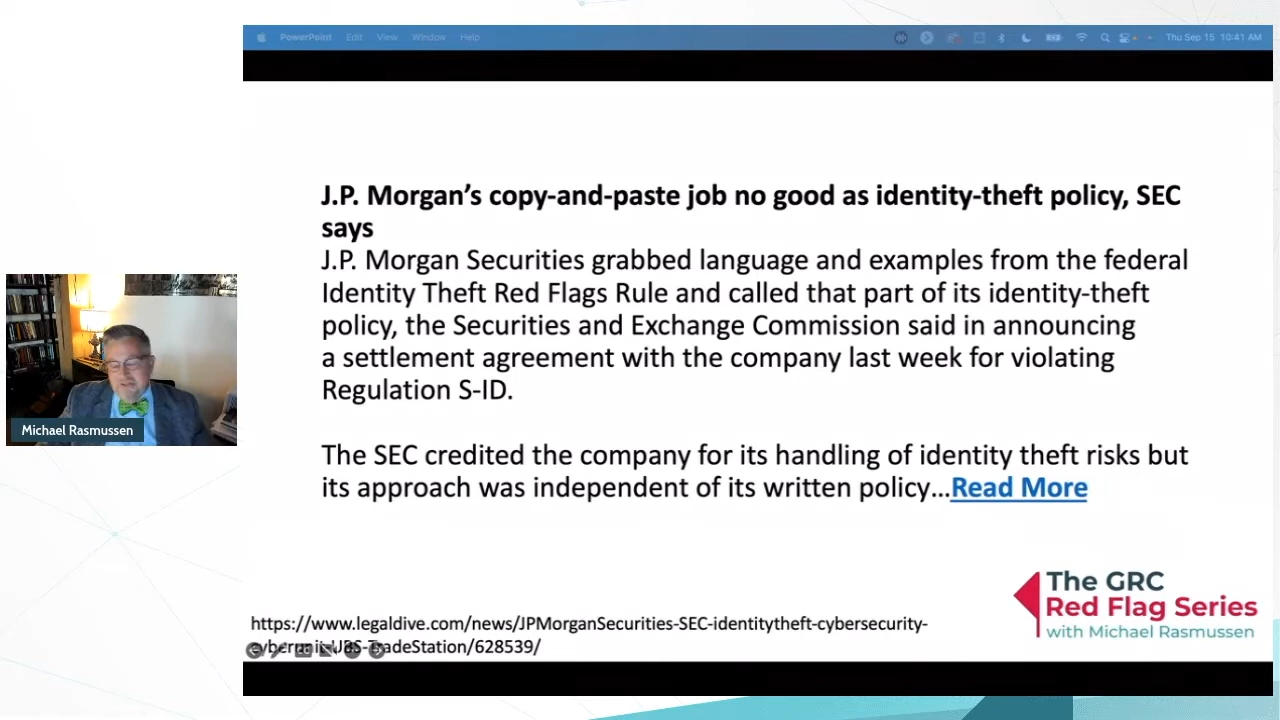 PowerPoint Edit View Window Help
Thu Sep 15 10:41 AM
J.P. Morgan’s copy-and-paste job no good as identity-theft policy, SEC
says
J.P. Morgan Securities grabbed language and examples from the federal
Identity Theft Red Flags Rule and called that part of its identity-theft
policy, the Securities and Exchange Commission said in announcing
a settlement agreement with the company last week for violating
Regulation S-ID.
The SEC credited the company for its handling of identity theft risks but
its approach was independent of its written policy...Read More
Michael Rasmussen
The GRC
Red Flag Series
with Michael Rasmussen
https://www.legaldive.com/news/JPMorganSecurities-SEC-identitytheft-cybersecurity-
cyberunit-UBS-TradeStation/628539/